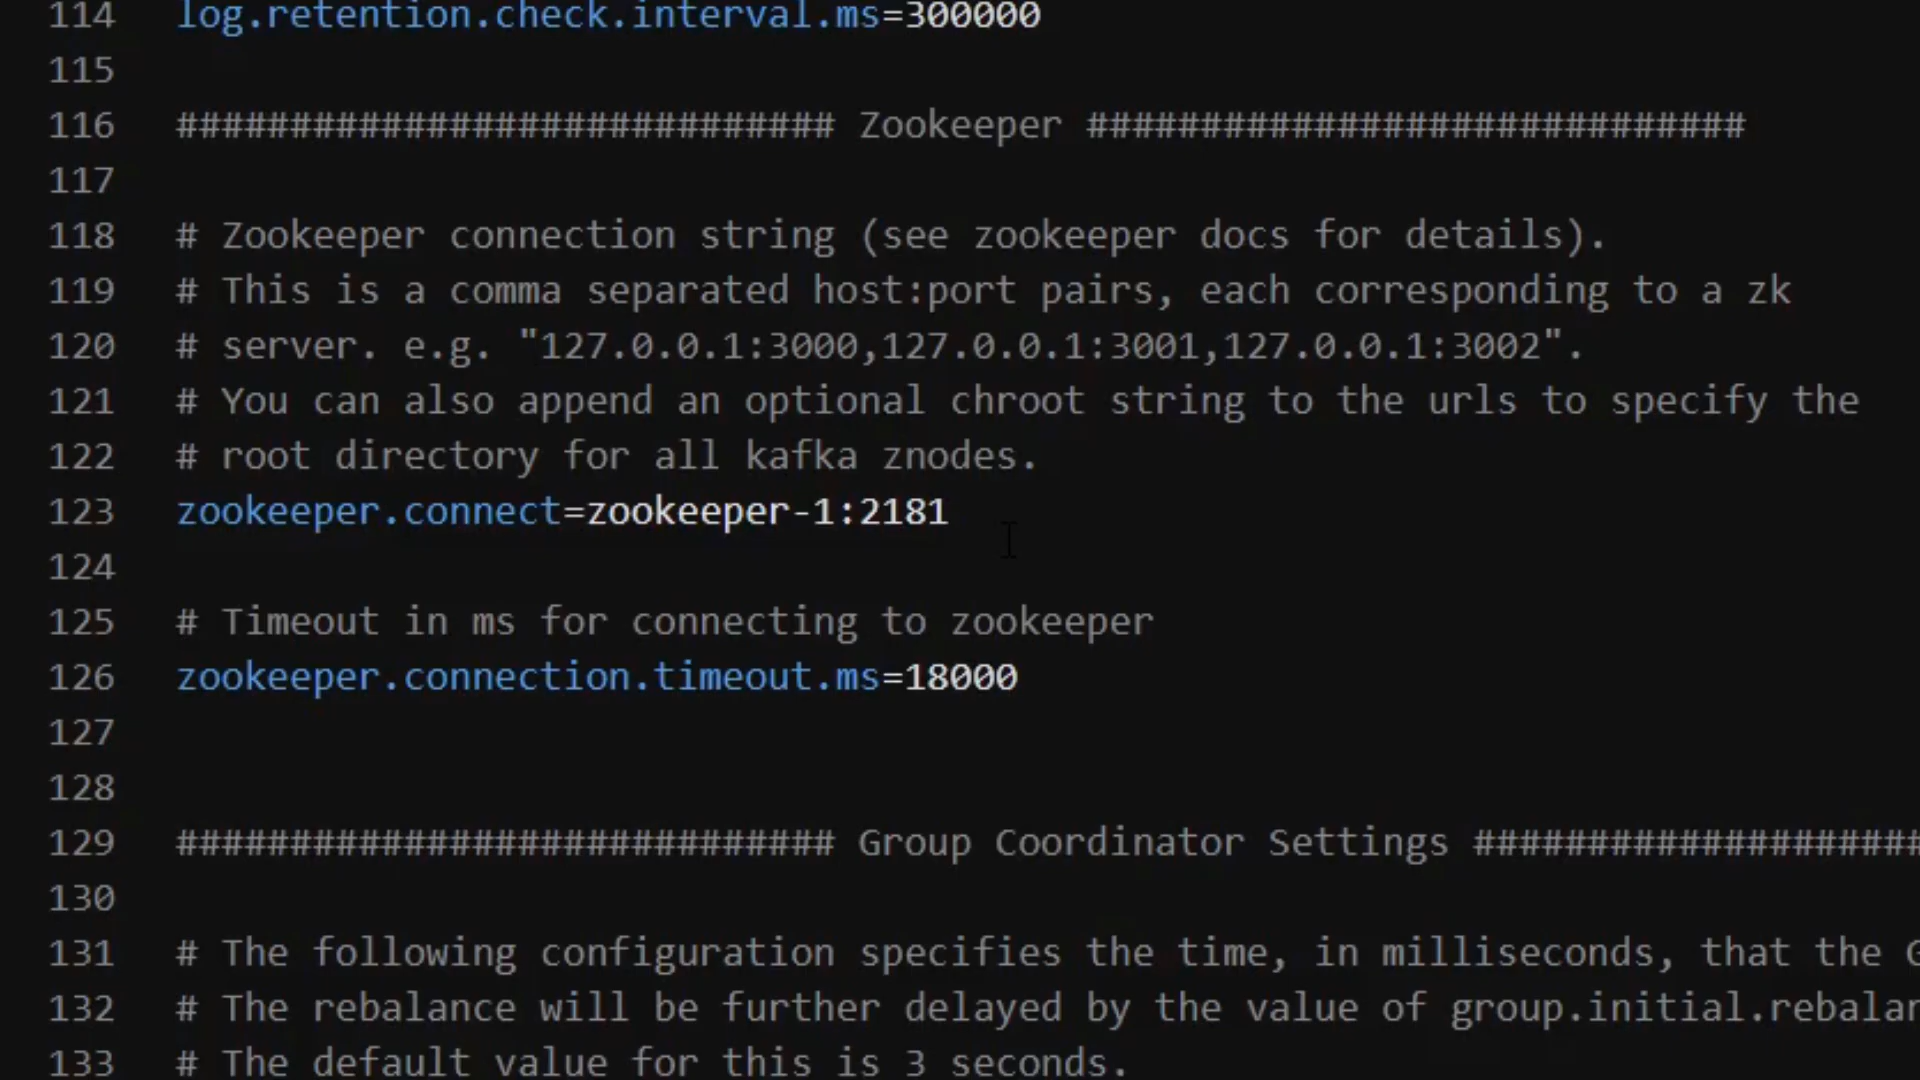 114 log.retention.check.interval.ms=300000
115
116 ############################# Zookeeper #############################
117
118 # Zookeeper connection string (see zookeeper docs for details).
119 # This is a comma separated host:port pairs, each corresponding to a zk
120 # server. e.g. "127.0.0.1:3000,127.0.0.1:3001,127.0.0.1:3002".
121 # You can also append an optional chroot string to the urls to specify the
122 # root directory for all kafka znodes.
123 zookeeper.connect=zookeeper-1:2181
124
125 # Timeout in ms for connecting to zookeeper
126 zookeeper.connection.timeout.ms=18000
127
128
129 ############################# Group Coordinator Settings ####################
130
131 # The following configuration specifies the time, in milliseconds, that the
132 # The rebalance will be further delayed by the value of group.initial.rebalan
133 # The default value for this is 3 seconds.